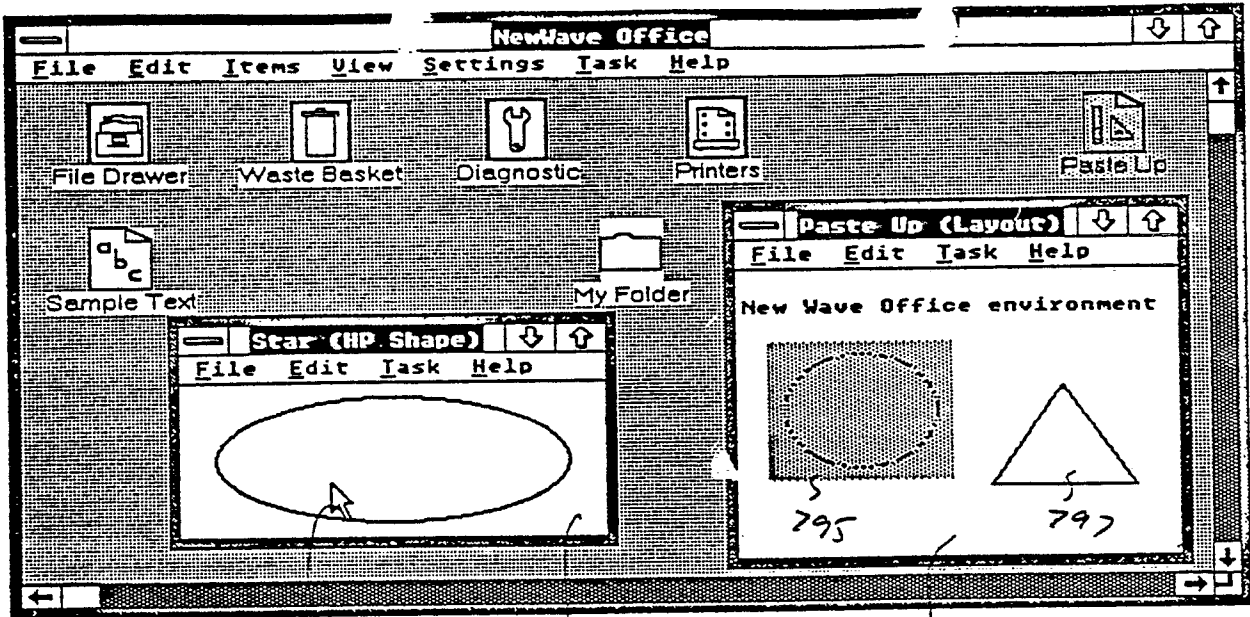 NewWave Office
File Edit Items View Settings Task Help
File Drawer Waste Basket Diagnostic Printers Paste Up
Sample Text My Folder
Paste Up (Layout)
File Edit Task Help
New Wave Office environment
Star (HP Shape)
File Edit Task Help
a
b
c
795 797